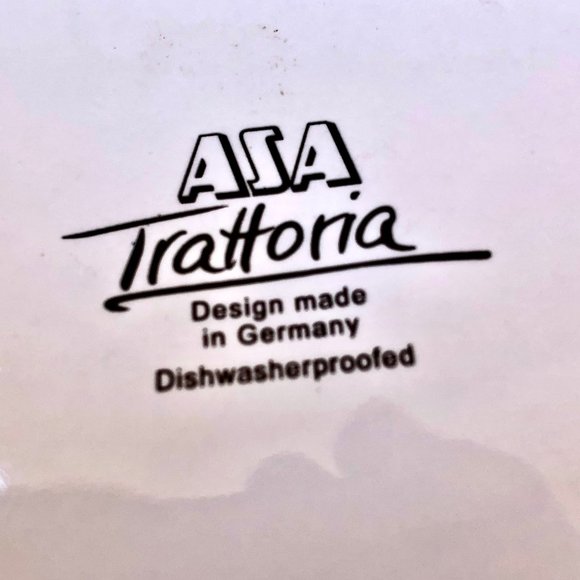 ASA
Trattoria
Design made
in Germany
Dishwasherproofed